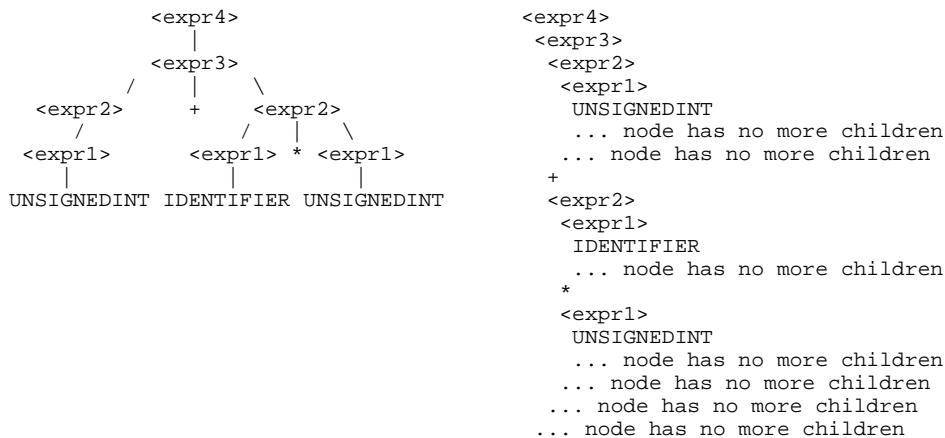 <expr4>
|
<expr3>
/ | \
<expr2> + <expr2>
/ / | \
<expr1> <expr1> * <expr1>
| | |
UNSIGNEDINT IDENTIFIER UNSIGNEDINT
<expr4>
<expr3>
<expr2>
<expr1>
UNSIGNEDINT
... node has no more children
... node has no more children
+
<expr2>
<expr1>
IDENTIFIER
... node has no more children
*
<expr1>
UNSIGNEDINT
... node has no more children
... node has no more children
... node has no more children
... node has no more children